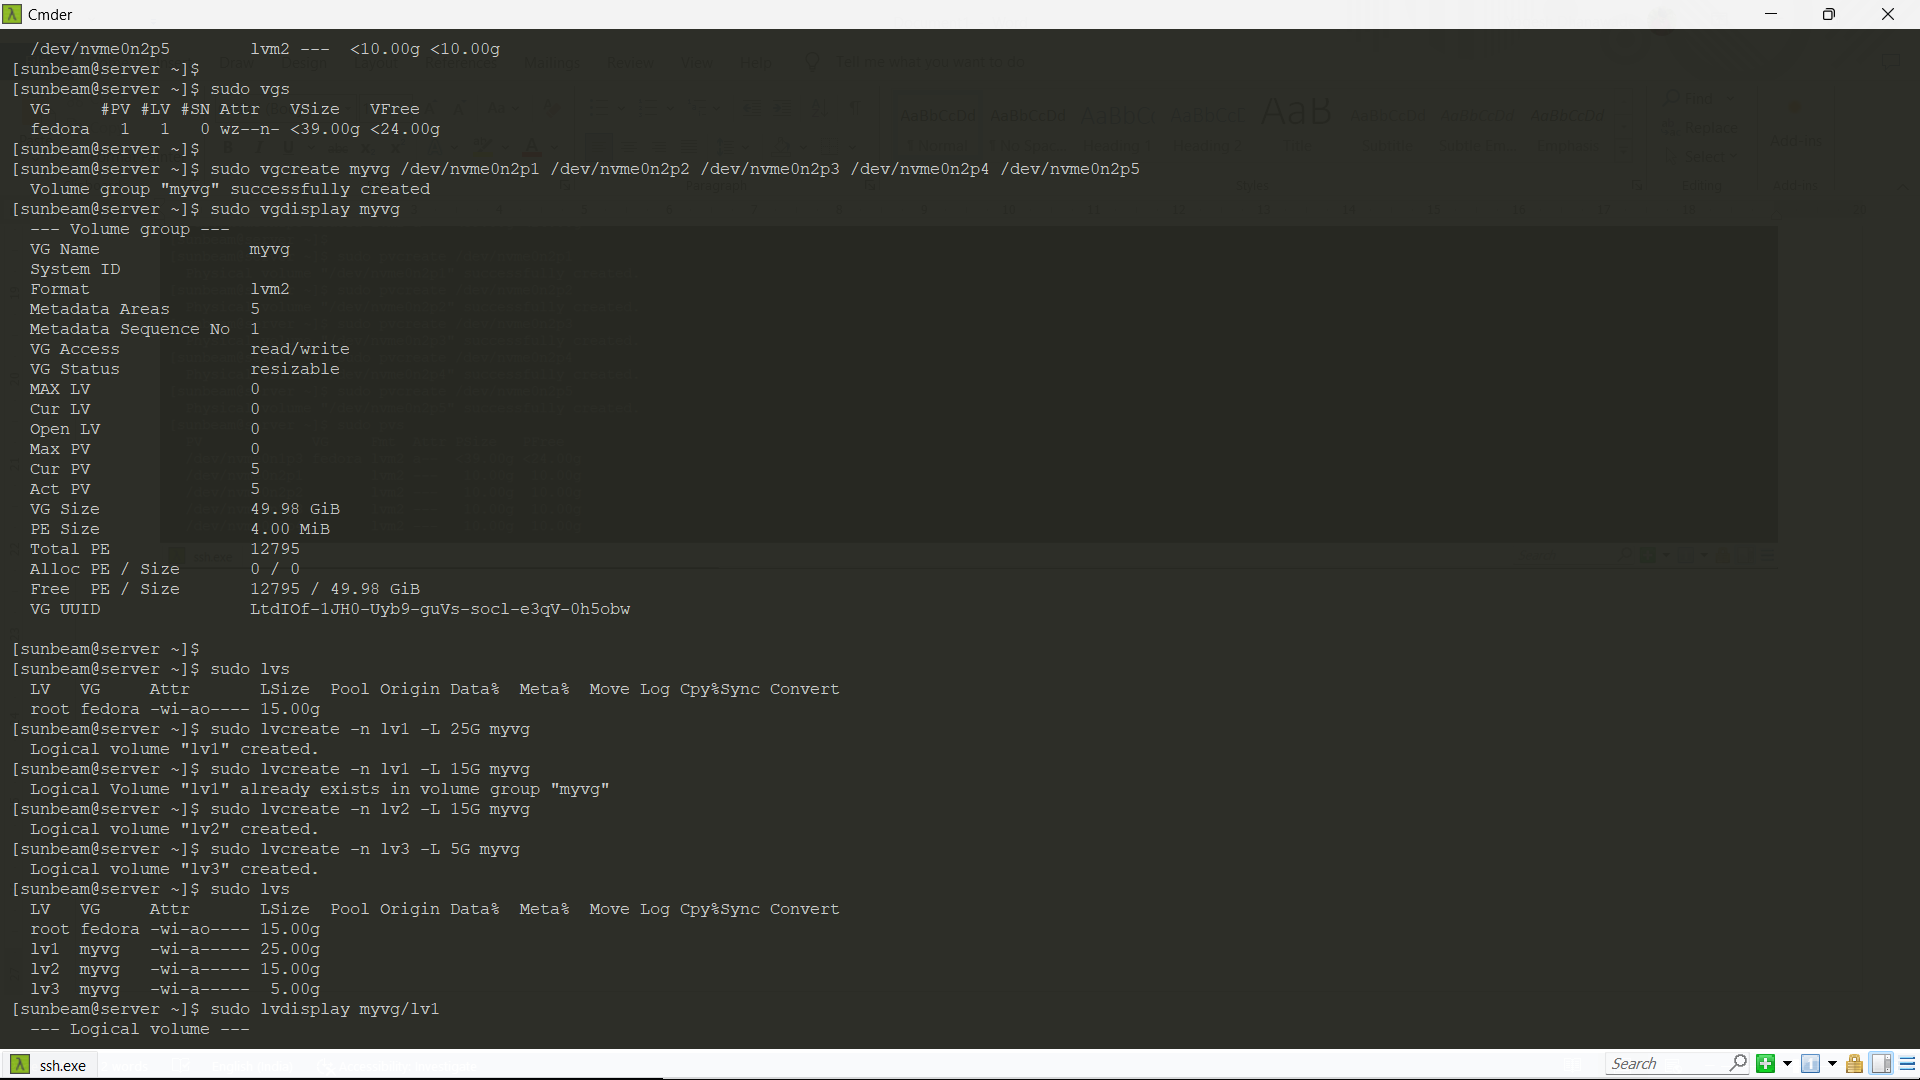 Cmder
/dev/nvme0n2p5        lvm2 ---  <10.00g <10.00g
[sunbeam@server ~]$
[sunbeam@server ~]$ sudo vgs
VG     #PV #LV #SN Attr   VSize   VFree
fedora   1   1   0 wz--n- <39.00g <24.00g
[sunbeam@server ~]$
[sunbeam@server ~]$ sudo vgcreate myvg /dev/nvme0n2p1 /dev/nvme0n2p2 /dev/nvme0n2p3 /dev/nvme0n2p4 /dev/nvme0n2p5
Volume group "myvg" successfully created
[sunbeam@server ~]$ sudo vgdisplay myvg
--- Volume group ---
VG Name               myvg
System ID
Format                lvm2
Metadata Areas        5
Metadata Sequence No  1
VG Access             read/write
VG Status             resizable
MAX LV                0
Cur LV                0
Open LV               0
Max PV                0
Cur PV                5
Act PV                5
VG Size               49.98 GiB
PE Size               4.00 MiB
Total PE              12795
Alloc PE / Size       0 / 0
Free  PE / Size       12795 / 49.98 GiB
VG UUID               LtdIOf-1JH0-Uyb9-guVs-socl-e3qV-0h5obw
[sunbeam@server ~]$
[sunbeam@server ~]$ sudo lvs
LV   VG     Attr       LSize  Pool Origin Data%  Meta%  Move Log Cpy%Sync Convert
root fedora -wi-ao---- 15.00g
[sunbeam@server ~]$ sudo lvcreate -n lv1 -L 25G myvg
Logical volume "lv1" created.
[sunbeam@server ~]$ sudo lvcreate -n lv1 -L 15G myvg
Logical Volume "lv1" already exists in volume group "myvg"
[sunbeam@server ~]$ sudo lvcreate -n lv2 -L 15G myvg
Logical volume "lv2" created.
[sunbeam@server ~]$ sudo lvcreate -n lv3 -L 5G myvg
Logical volume "lv3" created.
[sunbeam@server ~]$ sudo lvs
LV   VG     Attr       LSize  Pool Origin Data%  Meta%  Move Log Cpy%Sync Convert
root fedora -wi-ao---- 15.00g
lv1  myvg   -wi-a----- 25.00g
lv2  myvg   -wi-a----- 15.00g
lv3  myvg   -wi-a-----  5.00g
[sunbeam@server ~]$ sudo lvdisplay myvg/lv1
--- Logical volume ---
ssh.exe
Search